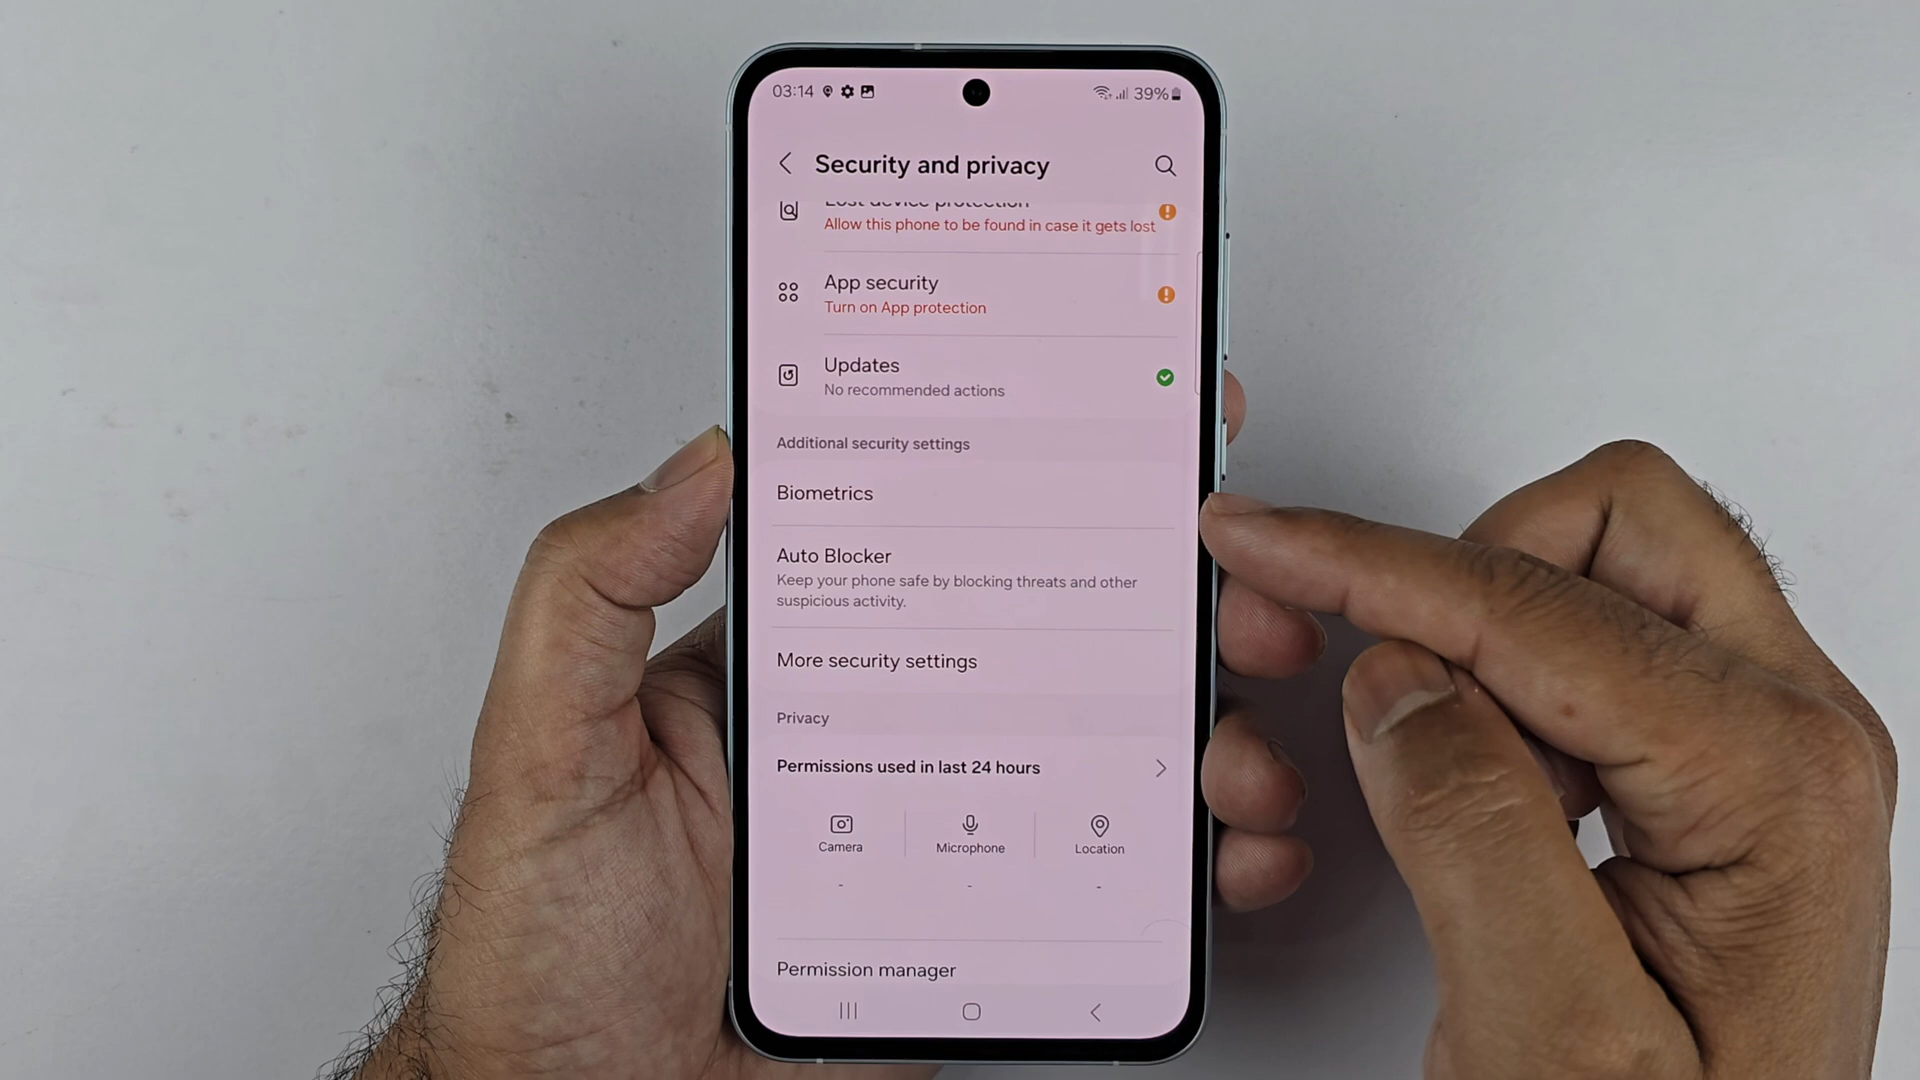 03:14
39%
Security and privacy
Lost device protection
Allow this phone to be found in case it gets lost
App security
Turn on App protection
Updates
No recommended actions
Additional security settings
Biometrics
Auto Blocker
Keep your phone safe by blocking threats and other
suspicious activity.
More security settings
Privacy
Permissions used in last 24 hours
Camera
Microphone
Location
-
-
-
Permission manager